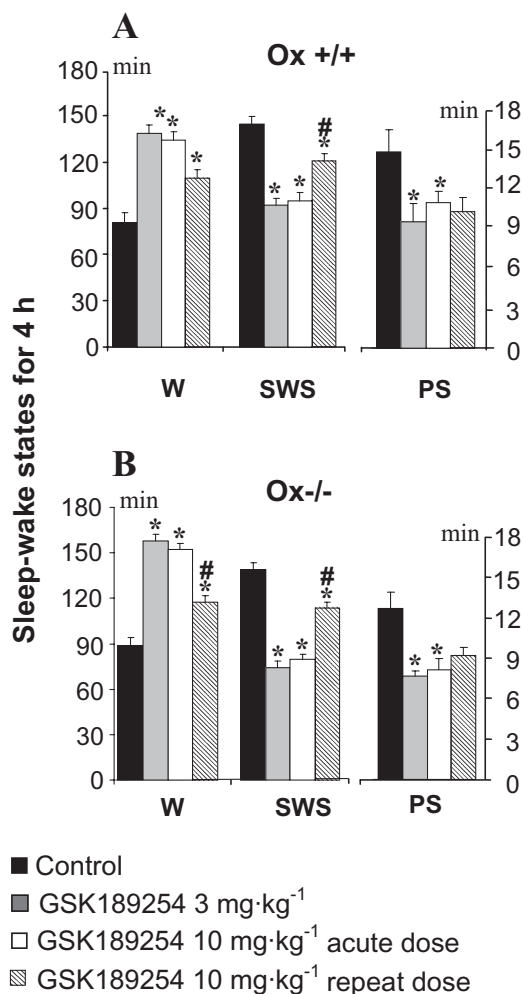 A
Ox +/+
180
150
120
90
60
30
0
min
**
*
*
*
#
*
*
*
min
18
15
12
9
6
3
0
W
SWS
PS
Sleep-wake states for 4 h
B
Ox-/-
180
150
120
90
60
30
0
min
*
*
#
*
*
*
#
*
*
*
min
18
15
12
9
6
3
0
W
SWS
PS
Control
GSK189254 3 mg·kg⁻¹
GSK189254 10 mg·kg⁻¹ acute dose
GSK189254 10 mg·kg⁻¹ repeat dose